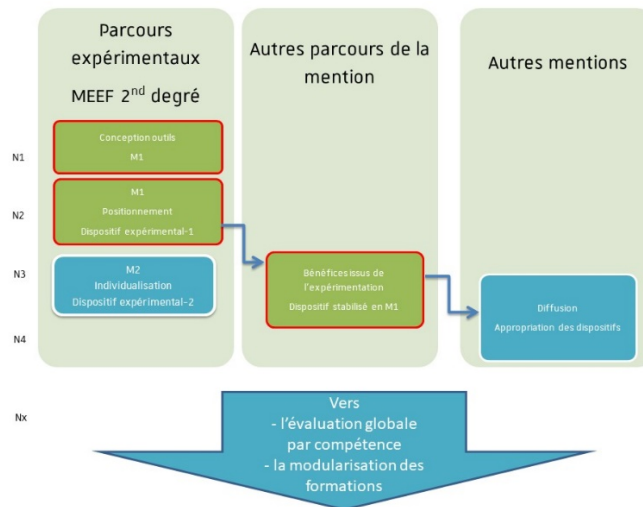 Parcours
expérimentaux
MEEF 2nd degré
Autres parcours de la
mention
Autres mentions
N1
Conception outils
M1
N2
M1
Positionnement
Dispositif expérimental-1
N3
M2
Individualisation
Dispositif expérimental-2
Bénéfices issus de
l'expérimentation
Dispositif stabilisé en M1
Diffusion
Appropriation des dispositifs
N4
Nx
Vers
- l'évaluation globale
par compétence
- la modularisation des
formations